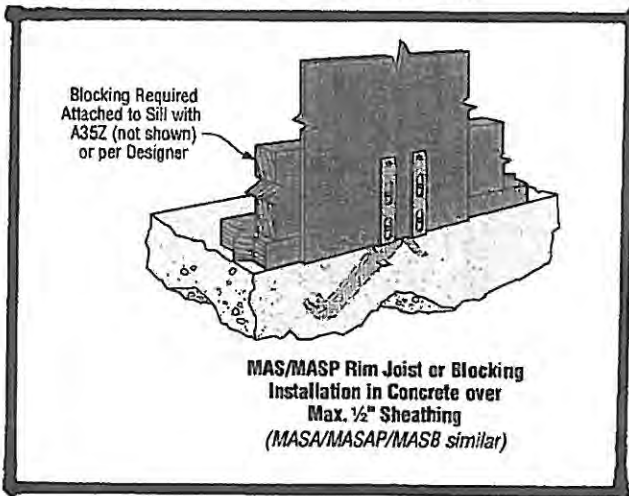 Blocking Required
Attached to Sill with
A35Z (not shown)
or per Designer
MAS/MASP Rim Joist or Blocking
Installation in Concrete over
Max. ½" Sheathing
(MASA/MASAP/MASB similar)